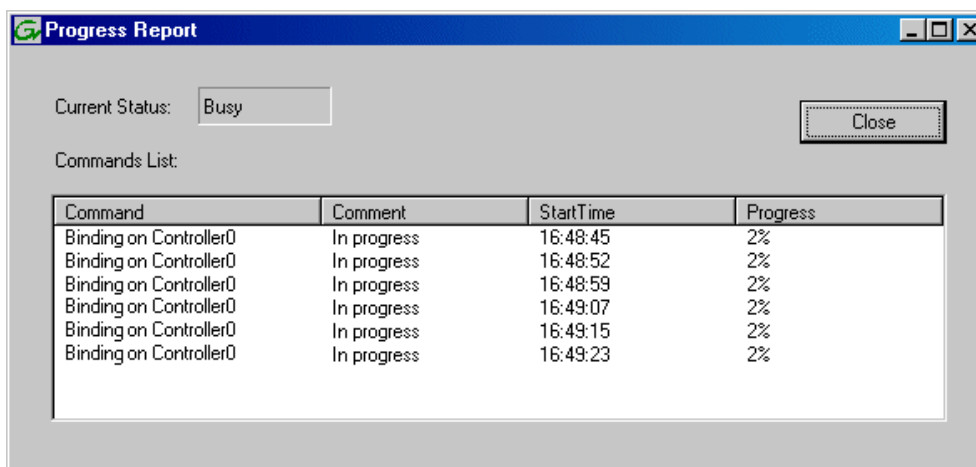 Progress Report
Current Status: Busy
Close
Commands List:
Command Comment StartTime Progress
Binding on Controller0 In progress 16:48:45 2%
Binding on Controller0 In progress 16:48:52 2%
Binding on Controller0 In progress 16:48:59 2%
Binding on Controller0 In progress 16:49:07 2%
Binding on Controller0 In progress 16:49:15 2%
Binding on Controller0 In progress 16:49:23 2%